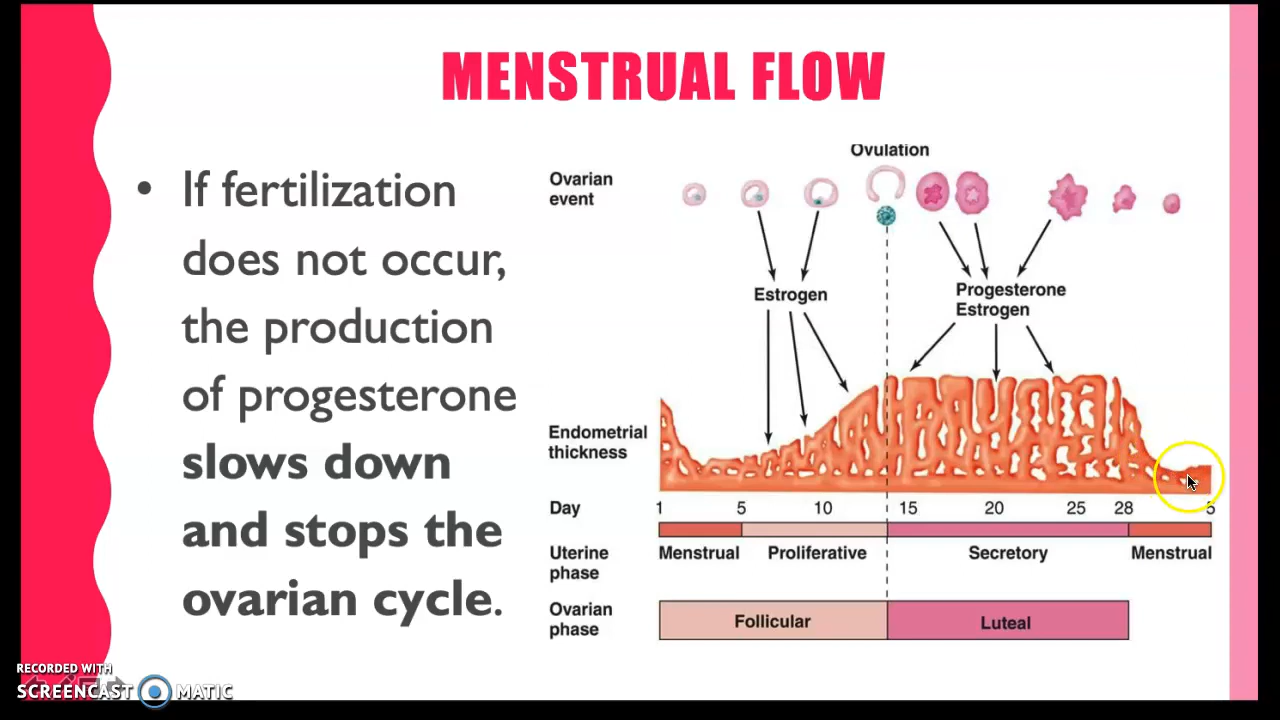 MENSTRUAL FLOW
• If fertilization
does not occur,
the production
of progesterone
slows down
and stops the
ovarian cycle.
Ovulation
Ovarian
event
Estrogen
Progesterone
Estrogen
Endometrial
thickness
Day 1 5 10 15 20 25 28 5
Uterine
phase
Menstrual Proliferative Secretory Menstrual
Ovarian
phase
Follicular Luteal
RECORDED WITH
SCREENCAST MATIC